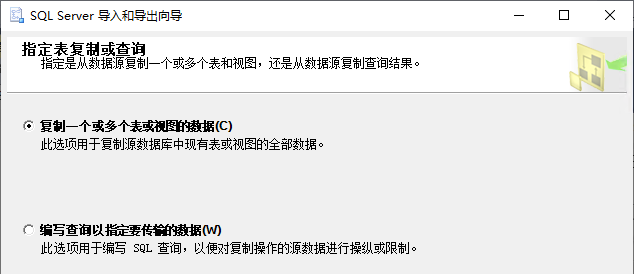 SQL Server 导入和导出向导
指定表复制或查询
指定是从数据源复制一个或多个表和视图，还是从数据源复制查询结果。
复制一个或多个表或视图的数据(C)
此选项用于复制源数据库中现有表或视图的全部数据。
编写查询以指定要传输的数据(W)
此选项用于编写 SQL 查询，以便对复制操作的源数据进行操纵或限制。